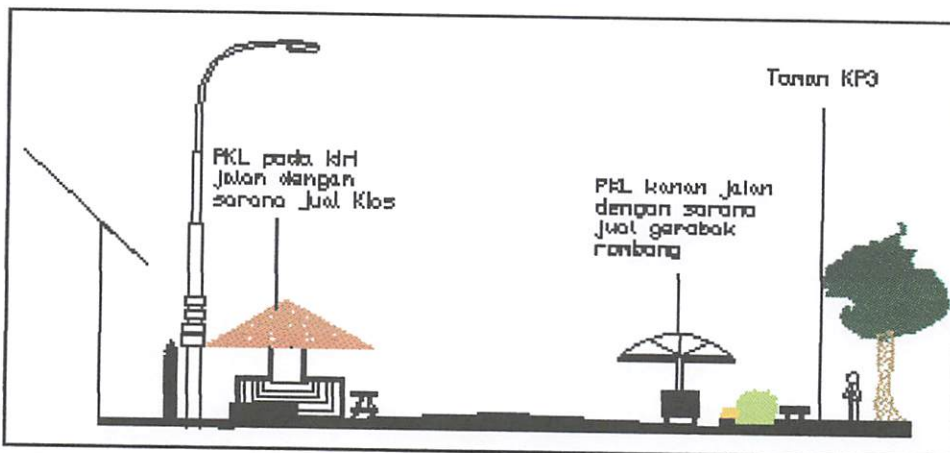 PKL pada kiri
jalan dengan
sarana jual Kios
PKL kanan jalan
dengan sarana
jual gerobak
rombong
Taman KP3